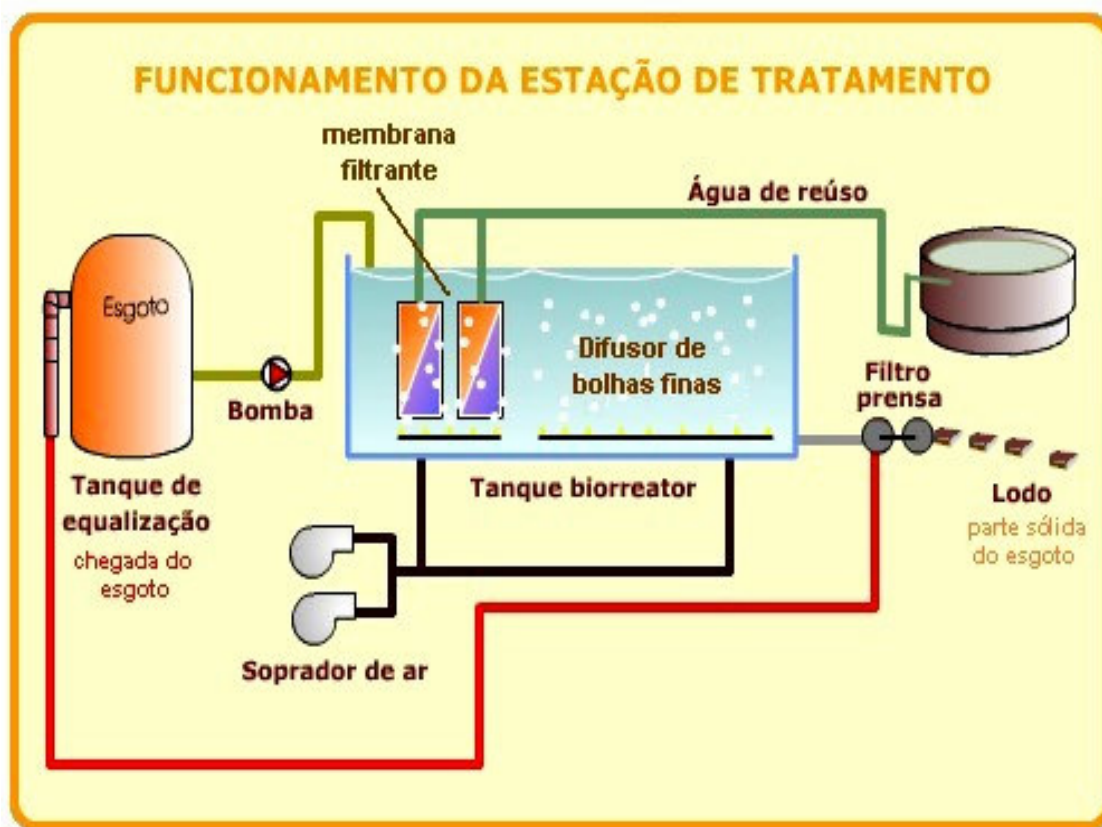 FUNCIONAMENTO DA ESTAÇÃO DE TRATAMENTO
membrana
filtrante
Água de reúso
Esgoto
Bomba
Difusor de
bolhas finas
Filtro
prensa
Tanque de
equalização
chegada do
esgoto
Tanque biorreator
Lodo
parte sólida
do esgoto
Soprador de ar